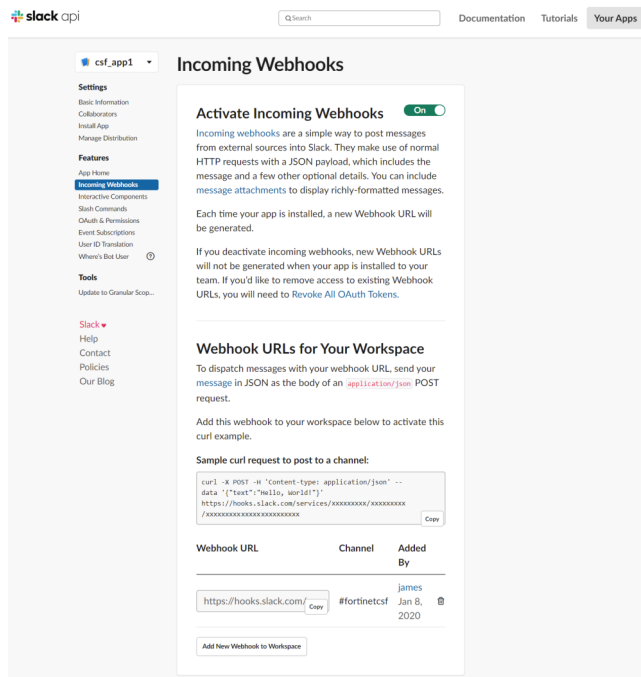 slack api
Search
Documentation Tutorials Your Apps
csf_app1
Settings
Basic Information
Collaborators
Install App
Manage Distribution
Features
App Home
Incoming Webhooks
Interactive Components
Slash Commands
OAuth & Permissions
Event Subscriptions
User ID Translation
Where's Bot User
Tools
Update to Granular Scop...
Slack ♥
Help
Contact
Policies
Our Blog
Incoming Webhooks
Activate Incoming Webhooks On
Incoming webhooks are a simple way to post messages
from external sources into Slack. They make use of normal
HTTP requests with a JSON payload, which includes the
message and a few other optional details. You can include
message attachments to display richly-formatted messages.
Each time your app is installed, a new Webhook URL will
be generated.
If you deactivate incoming webhooks, new Webhook URLs
will not be generated when your app is installed to your
team. If you'd like to remove access to existing Webhook
URLs, you will need to Revoke All OAuth Tokens.
Webhook URLs for Your Workspace
To dispatch messages with your webhook URL, send your
message in JSON as the body of an application/json POST
request.
Add this webhook to your workspace below to activate this
curl example.
Sample curl request to post to a channel:
curl -X POST -H 'Content-type: application/json' --
data '{"text":"Hello, World!"}'
https://hooks.slack.com/services/xxxxxxxxx/xxxxxxxxx
/xxxxxxxxxxxxxxxxxxxxxxxx
Copy
Webhook URL Channel Added
By
https://hooks.slack.com/ Copy #fortinetcsf james
Jan 8,
2020
Add New Webhook to Workspace